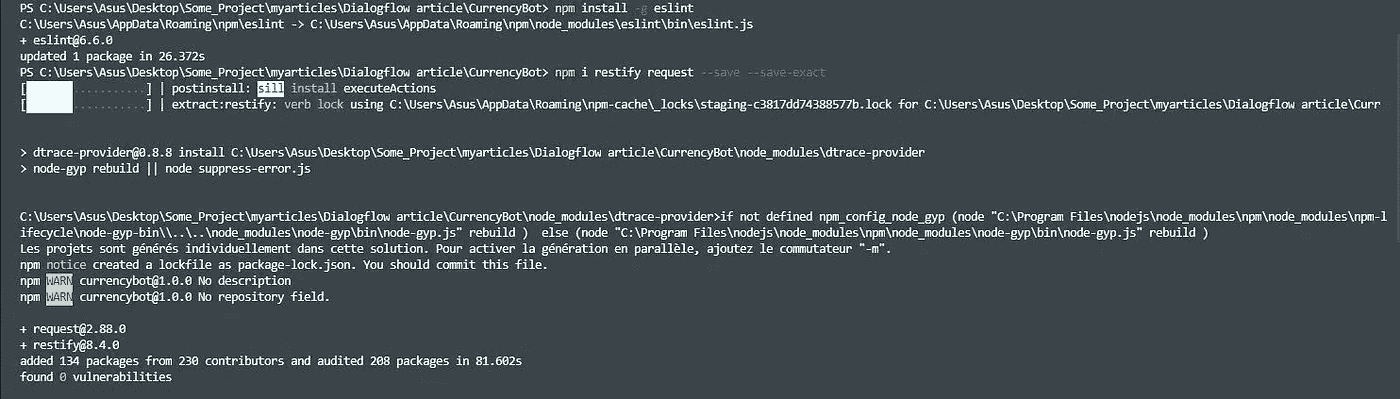 PS C:\Users\Asus\Desktop\Some_Project\myarticles\Dialogflow article\CurrencyBot> npm install -g eslint
C:\Users\Asus\AppData\Roaming\npm\eslint -> C:\Users\Asus\AppData\Roaming\npm\node_modules\eslint\bin\eslint.js
+ eslint@6.6.0
updated 1 package in 26.372s
PS C:\Users\Asus\Desktop\Some_Project\myarticles\Dialogflow article\CurrencyBot> npm i restify request --save --save-exact
[ ...........] | postinstall: sill install executeActions
[ ...........] | extract:restify: verb lock using C:\Users\Asus\AppData\Roaming\npm-cache\_locks\staging-c3817dd74388577b.lock for C:\Users\Asus\Desktop\Some_Project\myarticles\Dialogflow article\Curr
> dtrace-provider@0.8.8 install C:\Users\Asus\Desktop\Some_Project\myarticles\Dialogflow article\CurrencyBot\node_modules\dtrace-provider
> node-gyp rebuild || node suppress-error.js
C:\Users\Asus\Desktop\Some_Project\myarticles\Dialogflow article\CurrencyBot\node_modules\dtrace-provider>if not defined npm_config_node_gyp (node "C:\Program Files\nodejs\node_modules\npm\node_modules\npm-l
ifecycle\node-gyp-bin\\..\..\node_modules\node-gyp\bin\node-gyp.js" rebuild )  else (node "C:\Program Files\nodejs\node_modules\npm\node_modules\node-gyp\bin\node-gyp.js" rebuild )
Les projets sont générés individuellement dans cette solution. Pour activer la génération en parallèle, ajoutez le commutateur "-m".
npm notice created a lockfile as package-lock.json. You should commit this file.
npm WARN currencybot@1.0.0 No description
npm WARN currencybot@1.0.0 No repository field.
+ request@2.88.0
+ restify@8.4.0
added 134 packages from 230 contributors and audited 208 packages in 81.602s
found 0 vulnerabilities